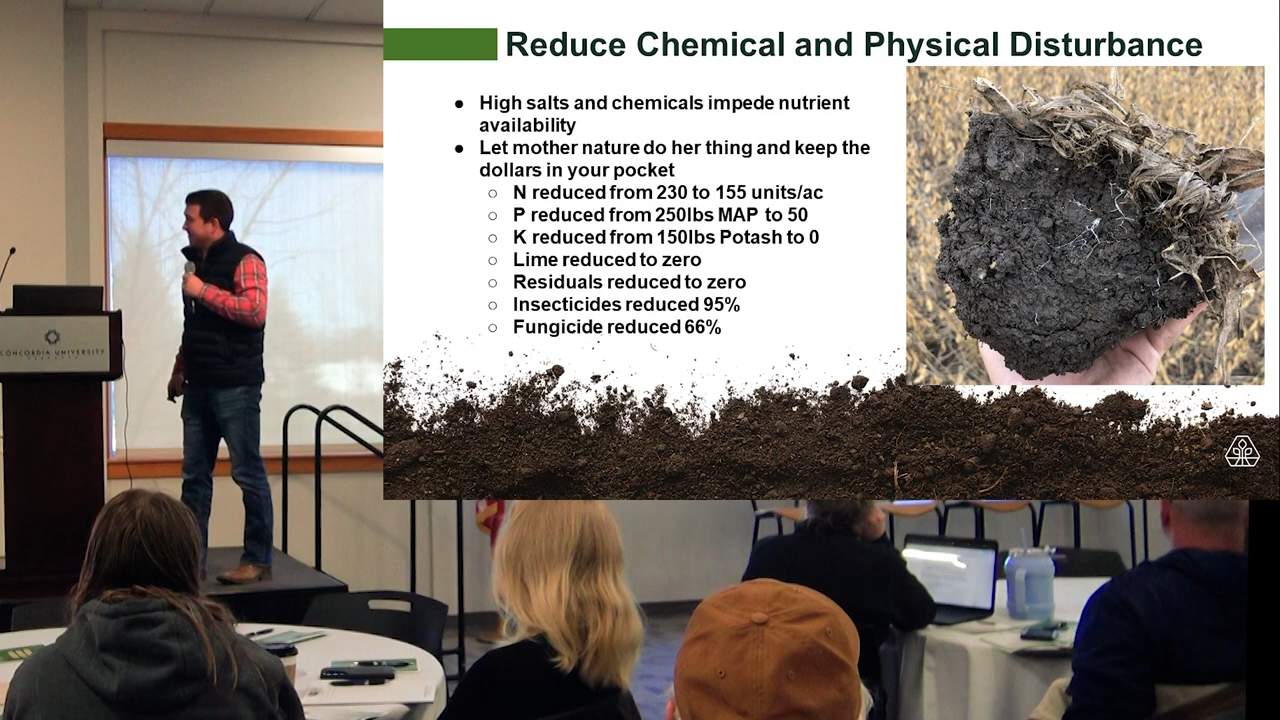 Reduce Chemical and Physical Disturbance
● High salts and chemicals impede nutrient
availability
● Let mother nature do her thing and keep the
dollars in your pocket
○ N reduced from 230 to 155 units/ac
○ P reduced from 250lbs MAP to 50
○ K reduced from 150lbs Potash to 0
○ Lime reduced to zero
○ Residuals reduced to zero
○ Insecticides reduced 95%
○ Fungicide reduced 66%
CONCORDIA UNIVERSITY